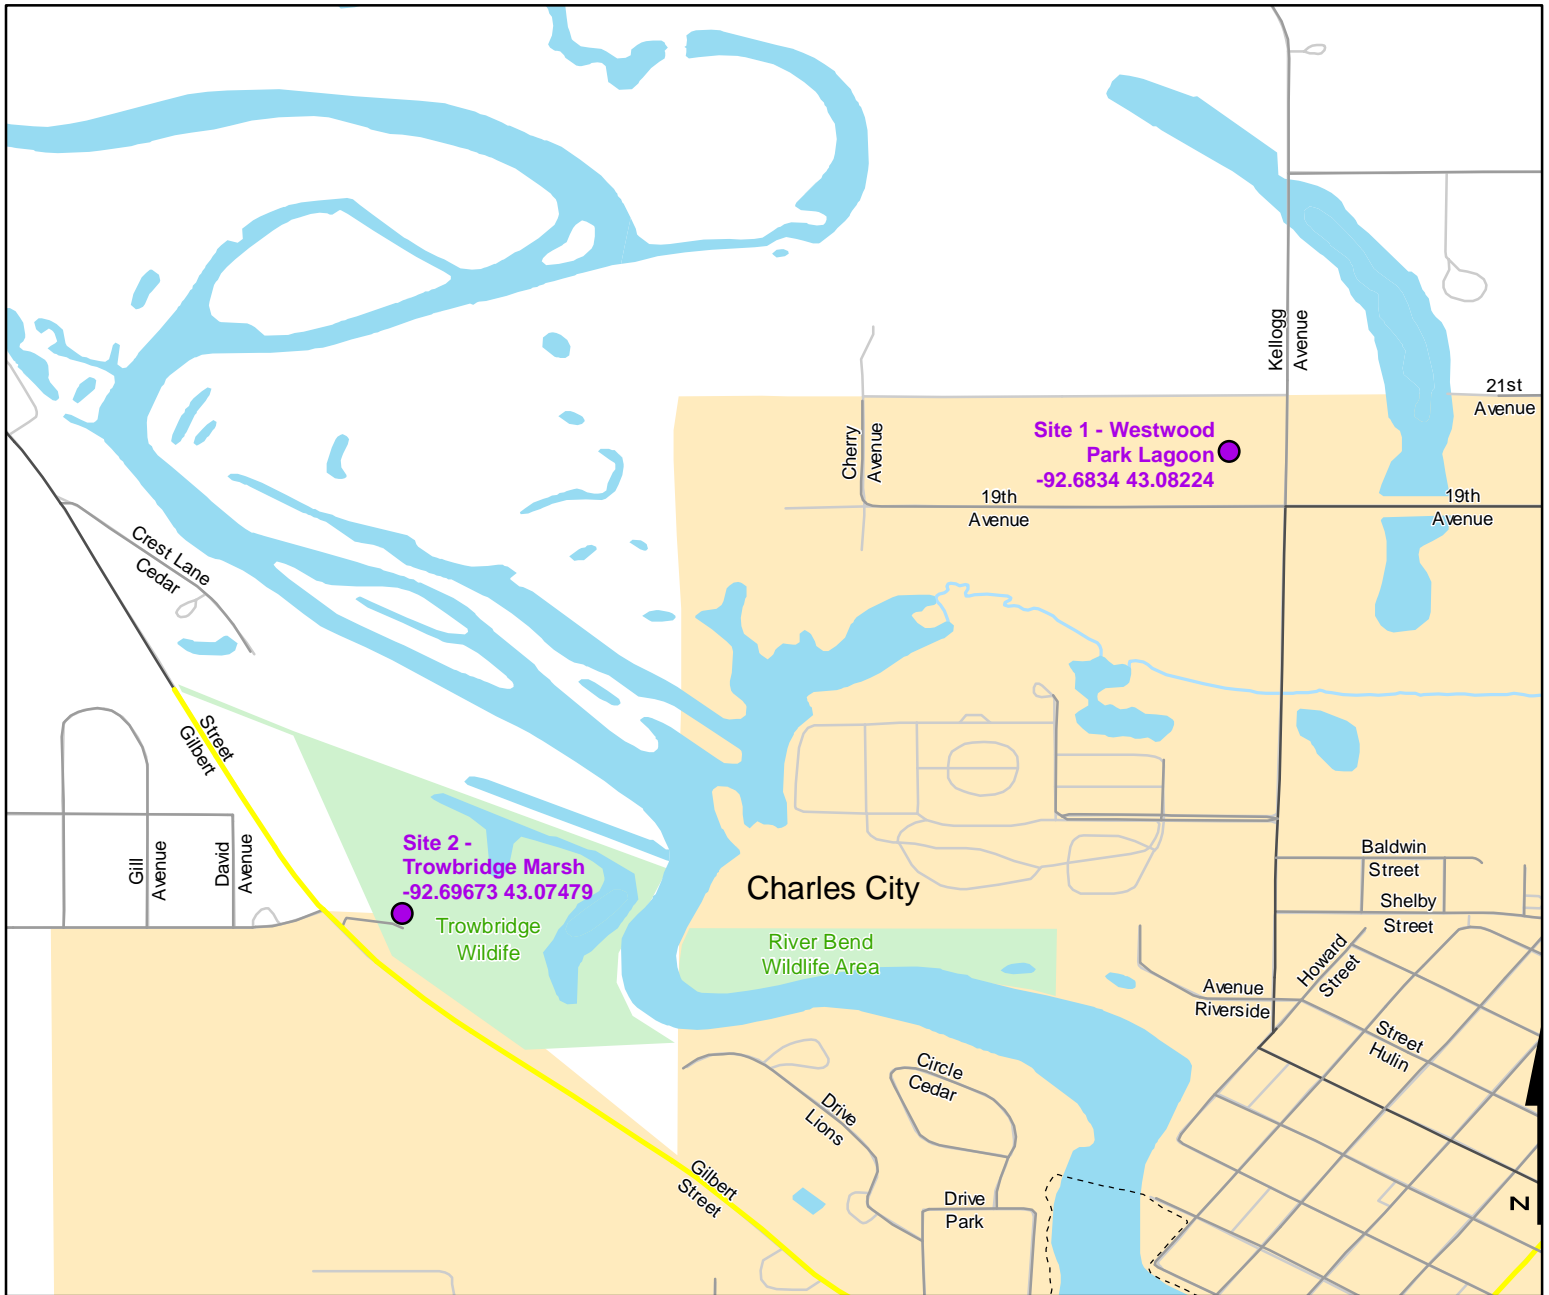 Kellogg
Avenue
21st
Avenue
Site 1 - Westwood
Park Lagoon
-92.6834 43.08224
Cherry
Avenue
19th
Avenue
19th
Avenue
Crest Lane
Cedar
Street
Gilbert
Gill
Avenue
David
Avenue
Site 2 -
Trowbridge Marsh
-92.69673 43.07479
Trowbridge
Wildife
Charles City
River Bend
Wildlife Area
Baldwin
Street
Shelby
Street
Howard
Street
Avenue
Riverside
Street
Hulin
Circle
Cedar
Drive
Lions
Gilbert
Street
Drive
Park
N